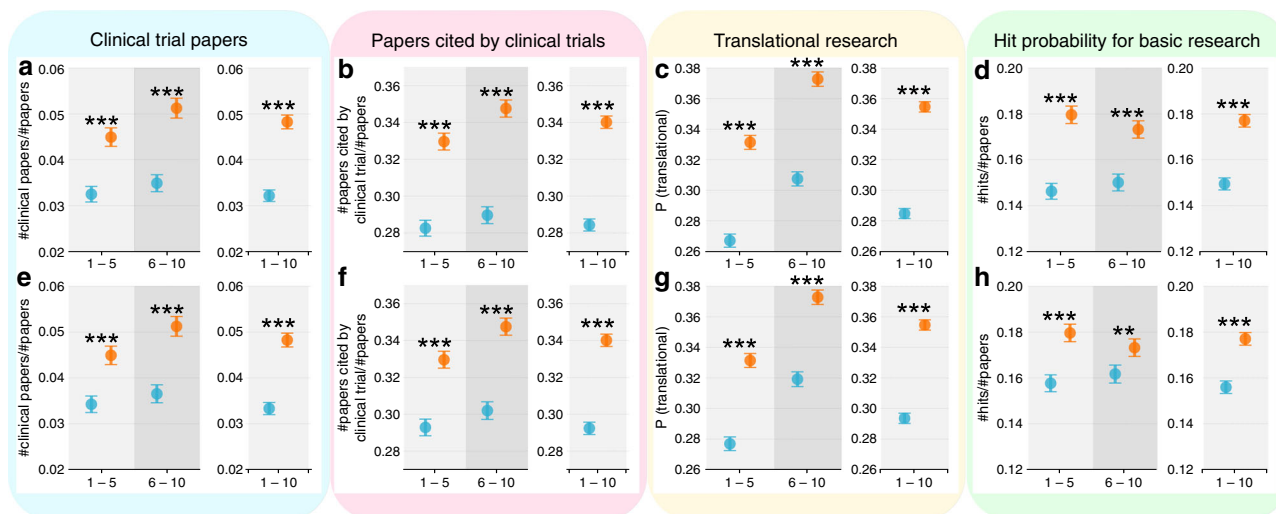 Clinical trial papers
Papers cited by clinical trials
Translational research
Hit probability for basic research
a
#clinical papers/#papers
0.06
0.05
0.04
0.03
0.02
***
***
1 – 5
6 – 10
0.06
0.05
0.04
0.03
0.02
***
1 – 10
b
#papers cited by
clinical trial/#papers
0.36
0.34
0.32
0.30
0.28
***
***
1 – 5
6 – 10
0.36
0.34
0.32
0.30
0.28
***
1 – 10
c
P (translational)
0.38
0.36
0.34
0.32
0.30
0.28
0.26
***
***
1 – 5
6 – 10
0.38
0.36
0.34
0.32
0.30
0.28
0.26
***
1 – 10
d
#hits/#papers
0.20
0.18
0.16
0.14
0.12
***
***
1 – 5
6 – 10
0.20
0.18
0.16
0.14
0.12
***
1 – 10
e
#clinical papers/#papers
0.06
0.05
0.04
0.03
0.02
***
***
1 – 5
6 – 10
0.06
0.05
0.04
0.03
0.02
***
1 – 10
f
#papers cited by
clinical trial/#papers
0.36
0.34
0.32
0.30
0.28
***
***
1 – 5
6 – 10
0.36
0.34
0.32
0.30
0.28
***
1 – 10
g
P (translational)
0.38
0.36
0.34
0.32
0.30
0.28
0.26
***
***
1 – 5
6 – 10
0.38
0.36
0.34
0.32
0.30
0.28
0.26
***
1 – 10
h
#hits/#papers
0.20
0.18
0.16
0.14
0.12
***
**
1 – 5
6 – 10
0.20
0.18
0.16
0.14
0.12
***
1 – 10